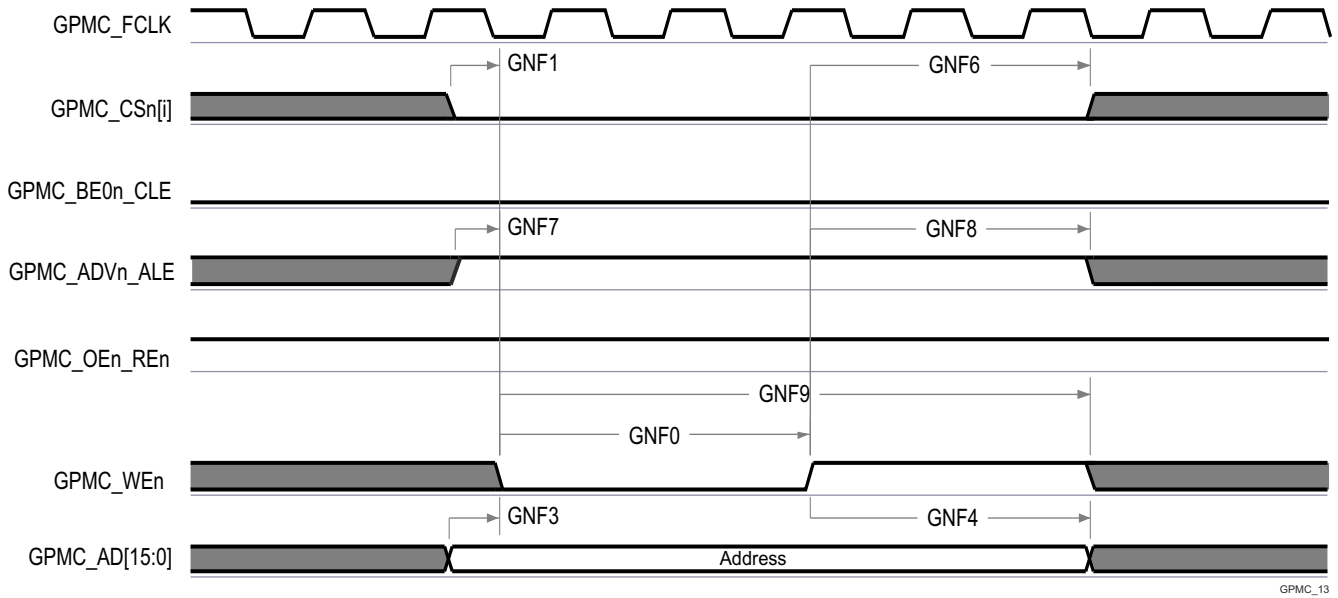 GPMC_FCLK
GNF1
GNF6
GPMC_CSn[i]
GPMC_BE0n_CLE
GNF7
GNF8
GPMC_ADVn_ALE
GPMC_OEn_REn
GNF9
GNF0
GPMC_WEn
GNF3
GNF4
GPMC_AD[15:0]
Address
GPMC_13